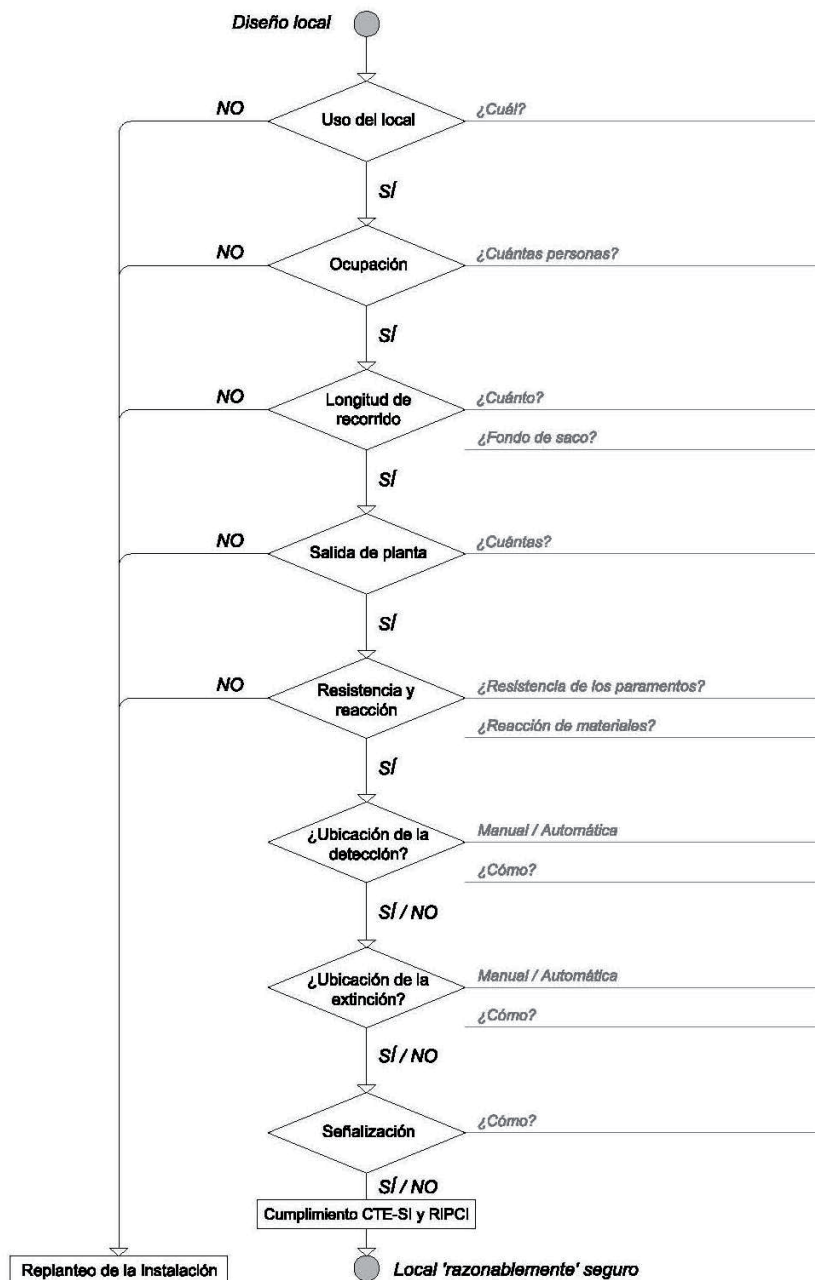 Diseño local
NO
Uso del local
¿Cuál?
SÍ
NO
Ocupación
¿Cuántas personas?
SÍ
NO
Longitud de
recorrido
¿Cuánto?
¿Fondo de saco?
SÍ
NO
Salida de planta
¿Cuántas?
SÍ
NO
Resistencia y
reacción
¿Resistencia de los paramentos?
¿Reacción de materiales?
SÍ
¿Ubicación de la
detección?
Manual / Automática
¿Cómo?
SÍ / NO
¿Ubicación de la
extinción?
Manual / Automática
¿Cómo?
SÍ / NO
Señalización
¿Cómo?
SÍ / NO
Cumplimiento CTE-SI y RIPCI
Replanteo de la Instalación
Local 'razonablemente' seguro